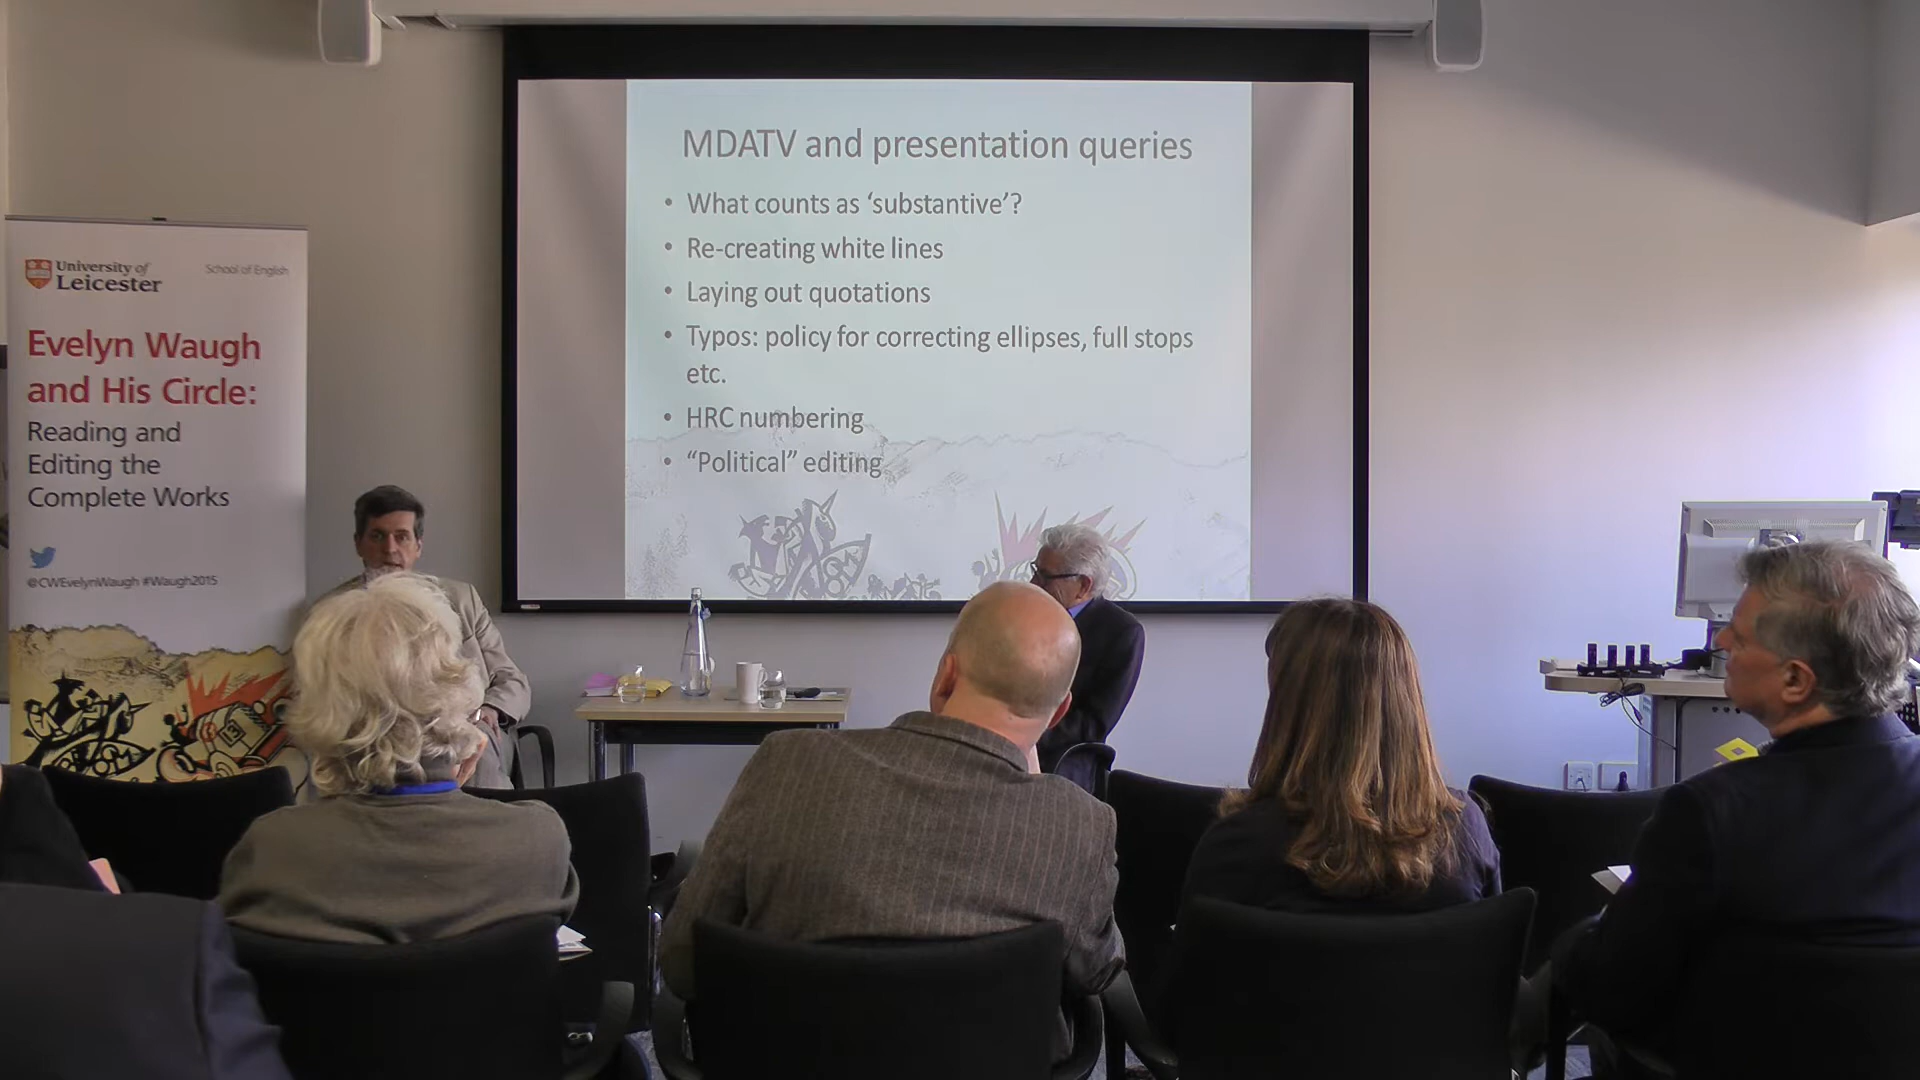 MDATV and presentation queries
• What counts as ‘substantive’?
• Re-creating white lines
• Laying out quotations
• Typos: policy for correcting ellipses, full stops
etc.
• HRC numbering
• “Political” editing
University of
Leicester
School of English
Evelyn Waugh
and His Circle:
Reading and
Editing the
Complete Works
@CWEvelynWaugh #Waugh2015